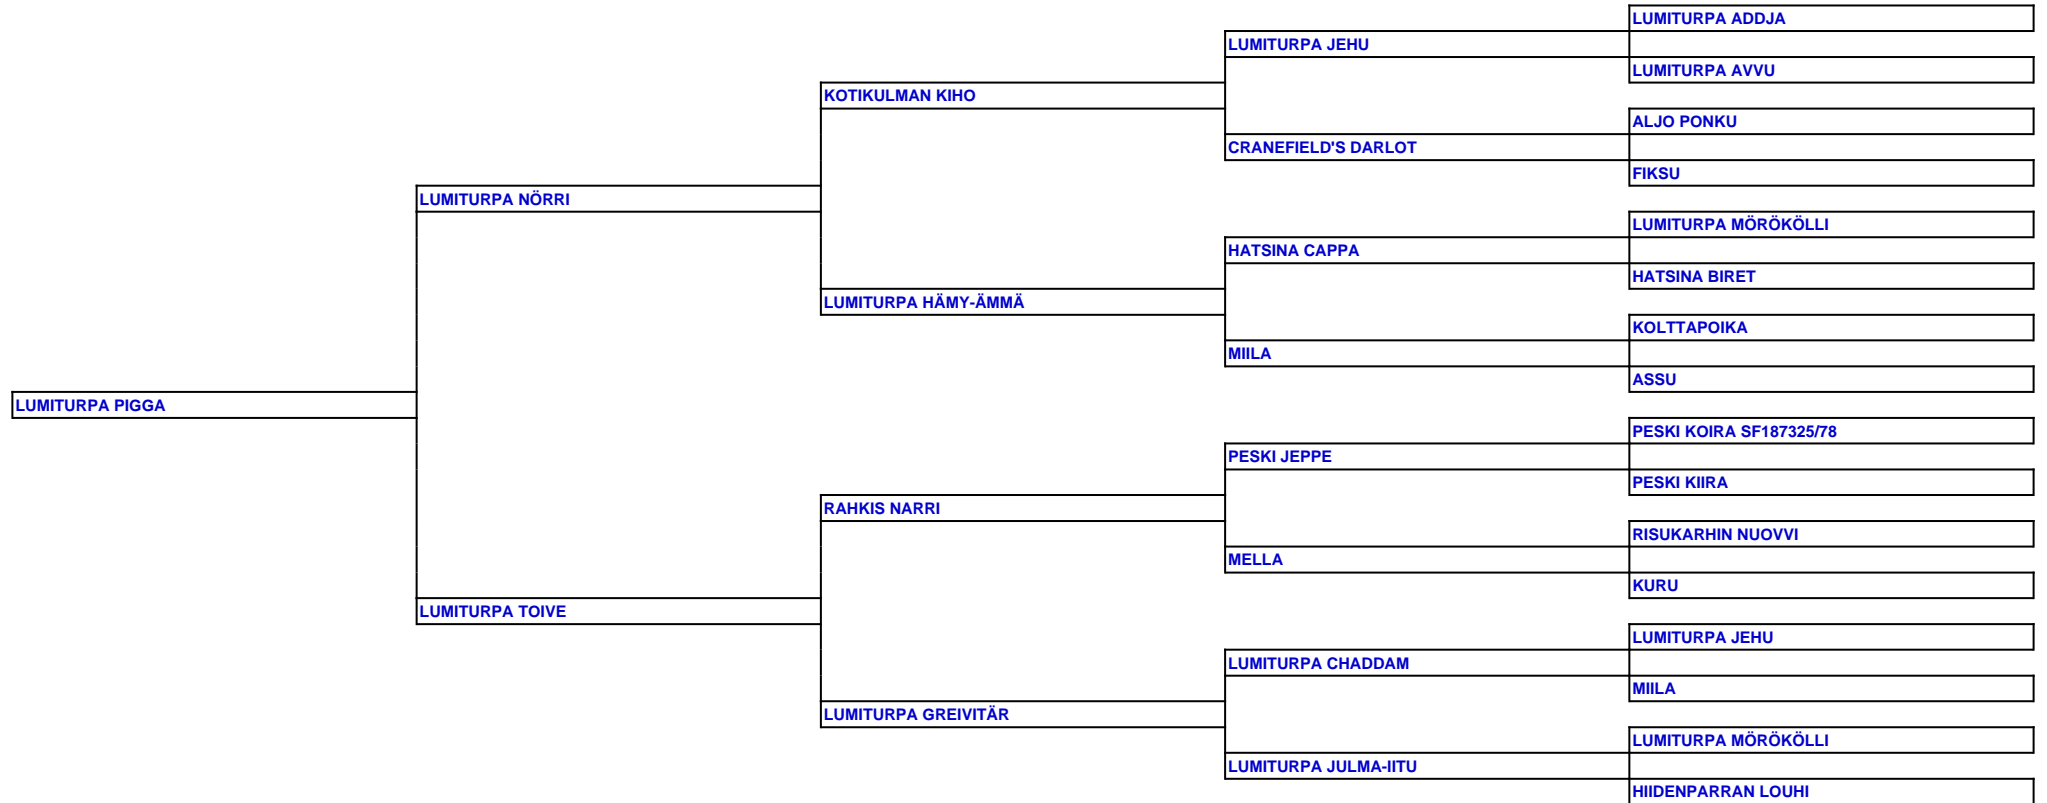 LUMITURPA ADDJA
LUMITURPA JEHU
LUMITURPA AVVU
KOTIKULMAN KIHO
ALJO PONKU
CRANEFIELD'S DARLOT
FIKSU
LUMITURPA NÖRRI
LUMITURPA MÖRÖKÖLLI
HATSINA CAPPA
HATSINA BIRET
LUMITURPA HÄMY-ÄMMÄ
KOLTTAPOIKA
MIILA
ASSU
LUMITURPA PIGGA
PESKI KOIRA SF187325/78
PESKI JEPPE
PESKI KIIRA
RAHKIS NARRI
RISUKARHIN NUOVVI
MELLA
KURU
LUMITURPA TOIVE
LUMITURPA JEHU
LUMITURPA CHADDAM
MIILA
LUMITURPA GREIVITÄR
LUMITURPA MÖRÖKÖLLI
LUMITURPA JULMA-IITU
HIIDENPARRAN LOUHI